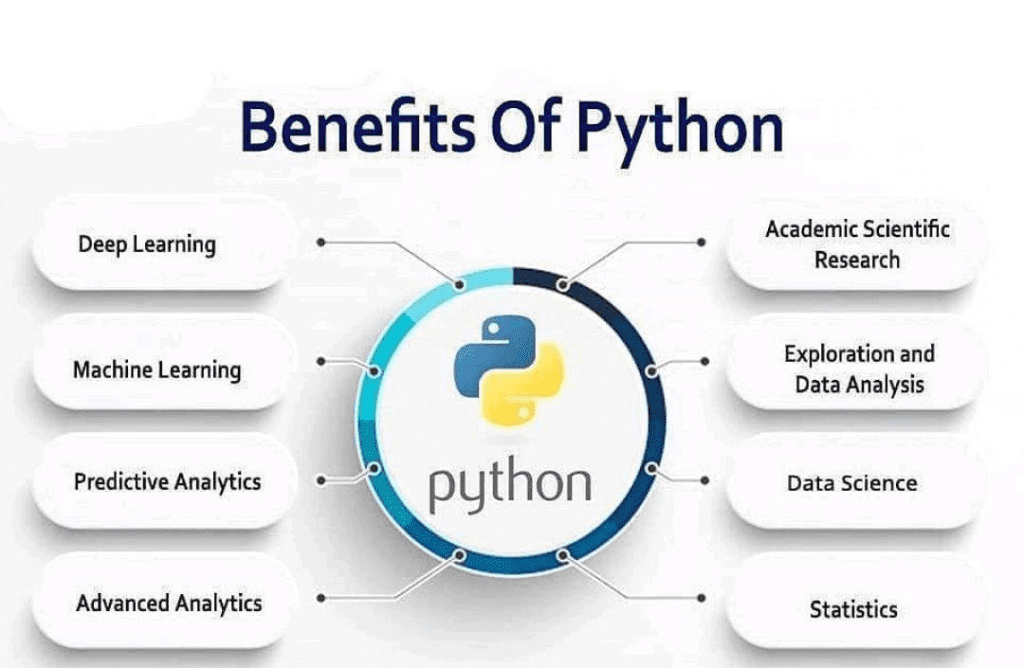 Benefits Of Python
Deep Learning
Machine Learning
Predictive Analytics
Advanced Analytics
python
Academic Scientific
Research
Exploration and
Data Analysis
Data Science
Statistics